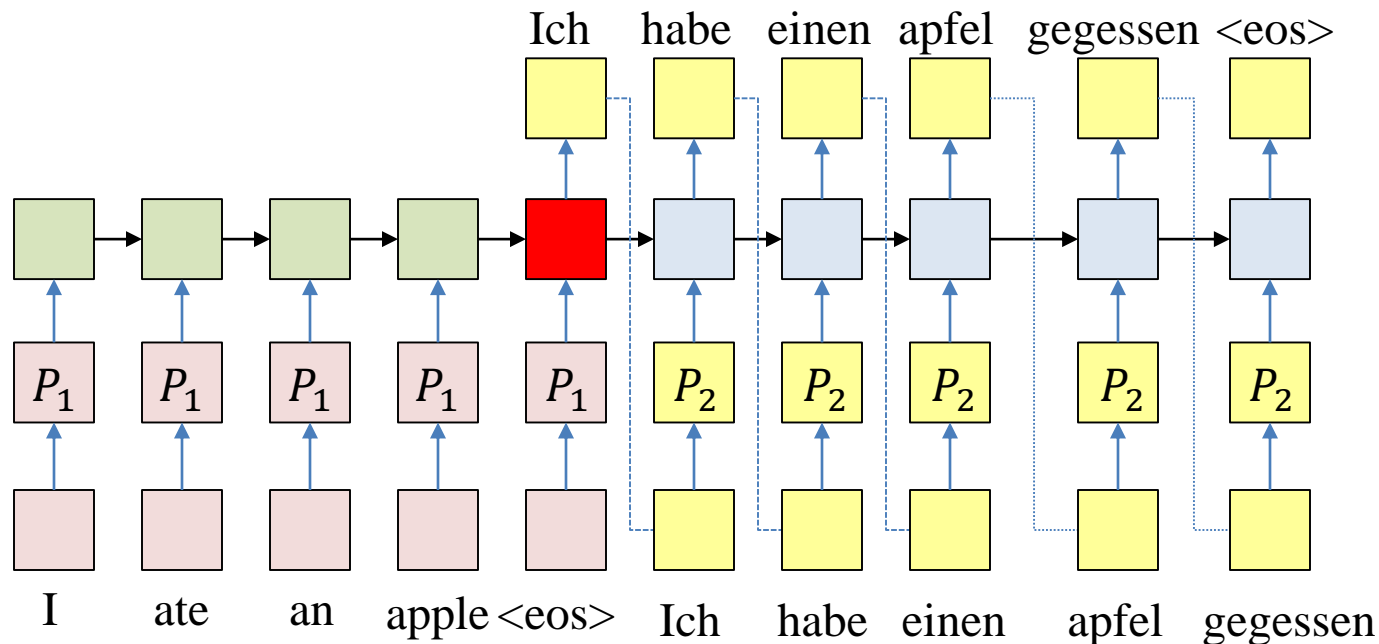 Ich habe einen apfel gegessen <eos>
P₁ P₁ P₁ P₁ P₁ P₂ P₂ P₂ P₂ P₂
I ate an apple <eos> Ich habe einen apfel gegessen